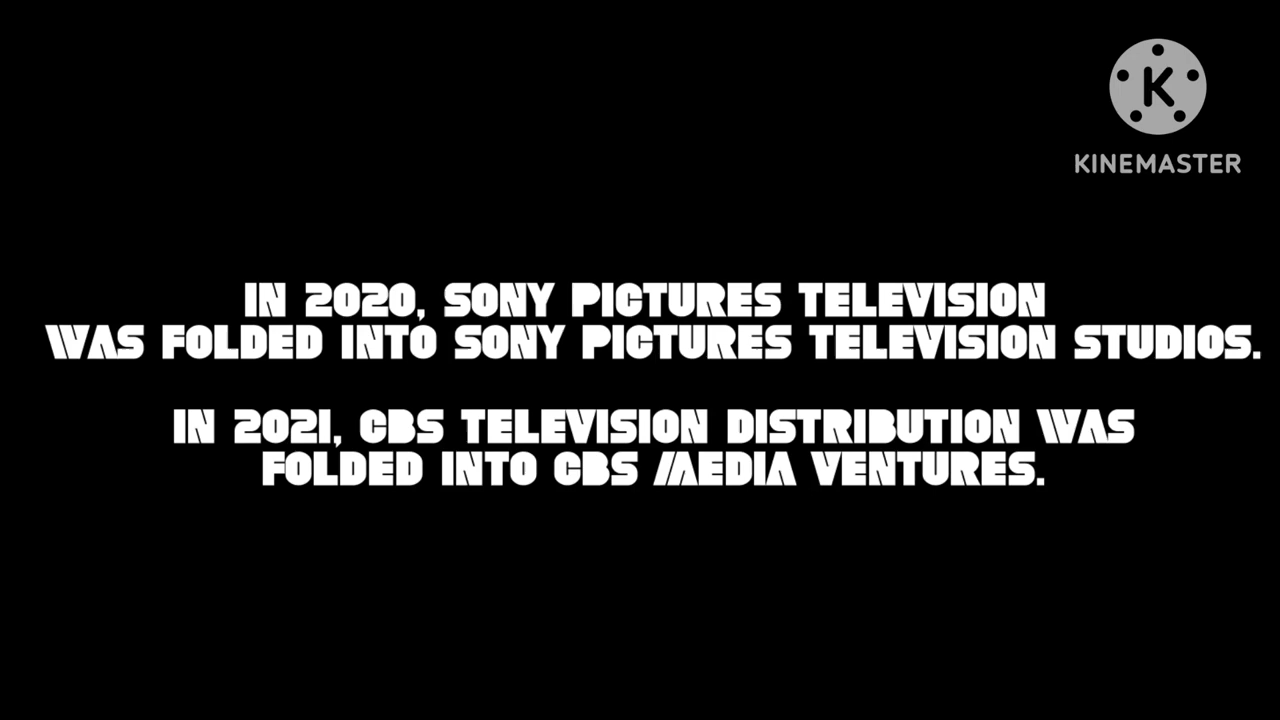 K
KINEMASTER
IN 2020, SONY PICTURES TELEVISION
WAS FOLDED INTO SONY PICTURES TELEVISION STUDIOS.
IN 2021, CBS TELEVISION DISTRIBUTION WAS
FOLDED INTO CBS MEDIA VENTURES.